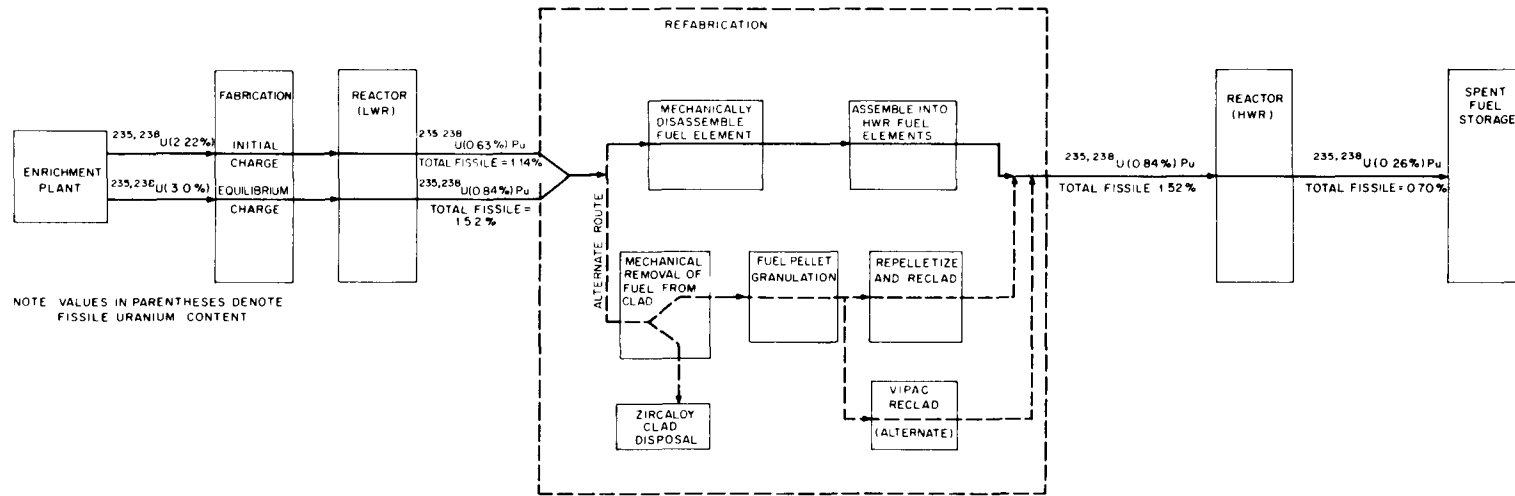 REFABRICATION
ENRICHMENT
PLANT
235,238U(2.22%)
235,238U(3.0%)
FABRICATION
INITIAL
CHARGE
EQUILIBRIUM
CHARGE
REACTOR
(LWR)
235,238
U(0.63%) Pu
TOTAL FISSILE = 1.14%
235,238
U(0.84%) Pu
TOTAL FISSILE =
1.52%
NOTE VALUES IN PARENTHESES DENOTE
FISSILE URANIUM CONTENT
ALTERNATE ROUTE
MECHANICALLY
DISASSEMBLE
FUEL ELEMENT
ASSEMBLE INTO
HWR FUEL
ELEMENTS
MECHANICAL
REMOVAL OF
FUEL FROM
CLAD
FUEL PELLET
GRANULATION
REPELLETIZE
AND RECLAD
ZIRCALOY
CLAD
DISPOSAL
VIPAC
RECLAD
(ALTERNATE)
235,238U(0.84%) Pu
TOTAL FISSILE 1.52%
REACTOR
(HWR)
235,238U(0.26%) Pu
TOTAL FISSILE = 0.70%
SPENT
FUEL
STORAGE